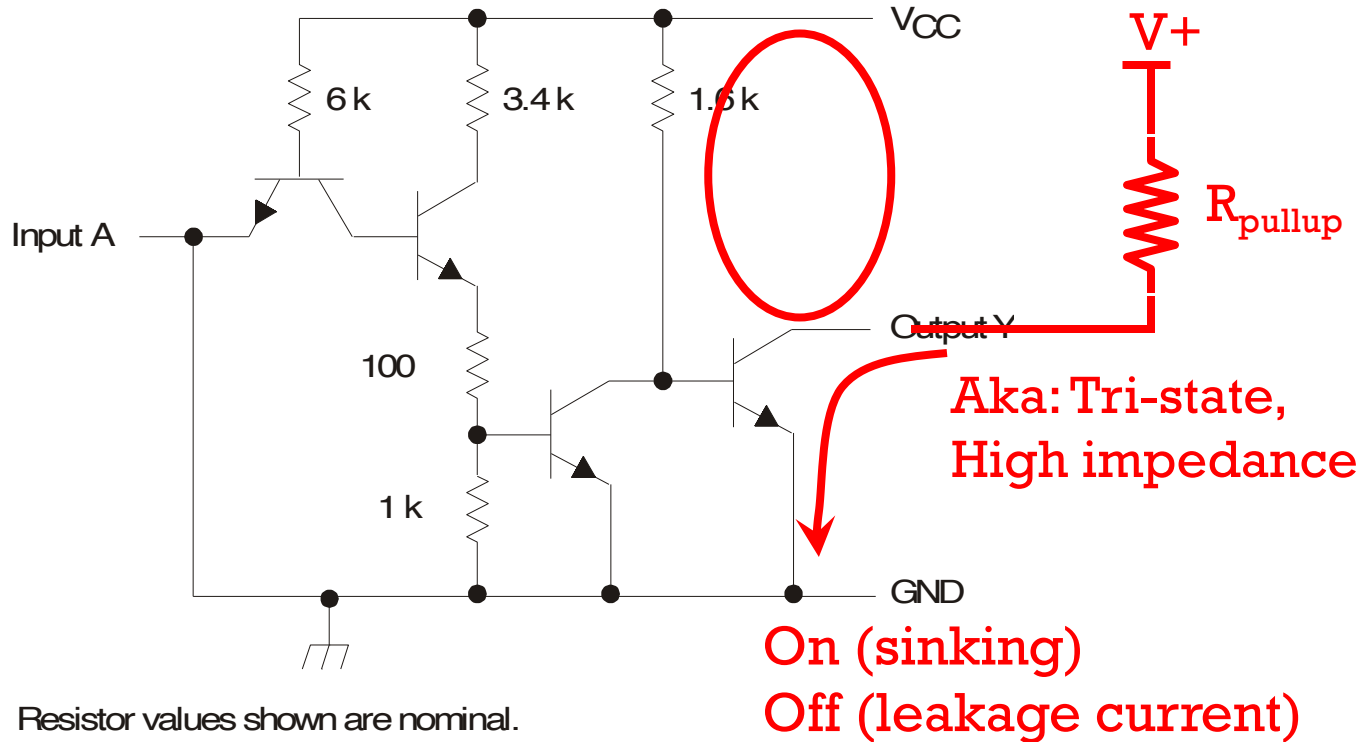 VCC
V+
6 k
3.4 k
1.6 k
Rpullup
Input A
Output Y
100
Aka: Tri-state,
High impedance
1 k
GND
On (sinking)
Off (leakage current)
Resistor values shown are nominal.